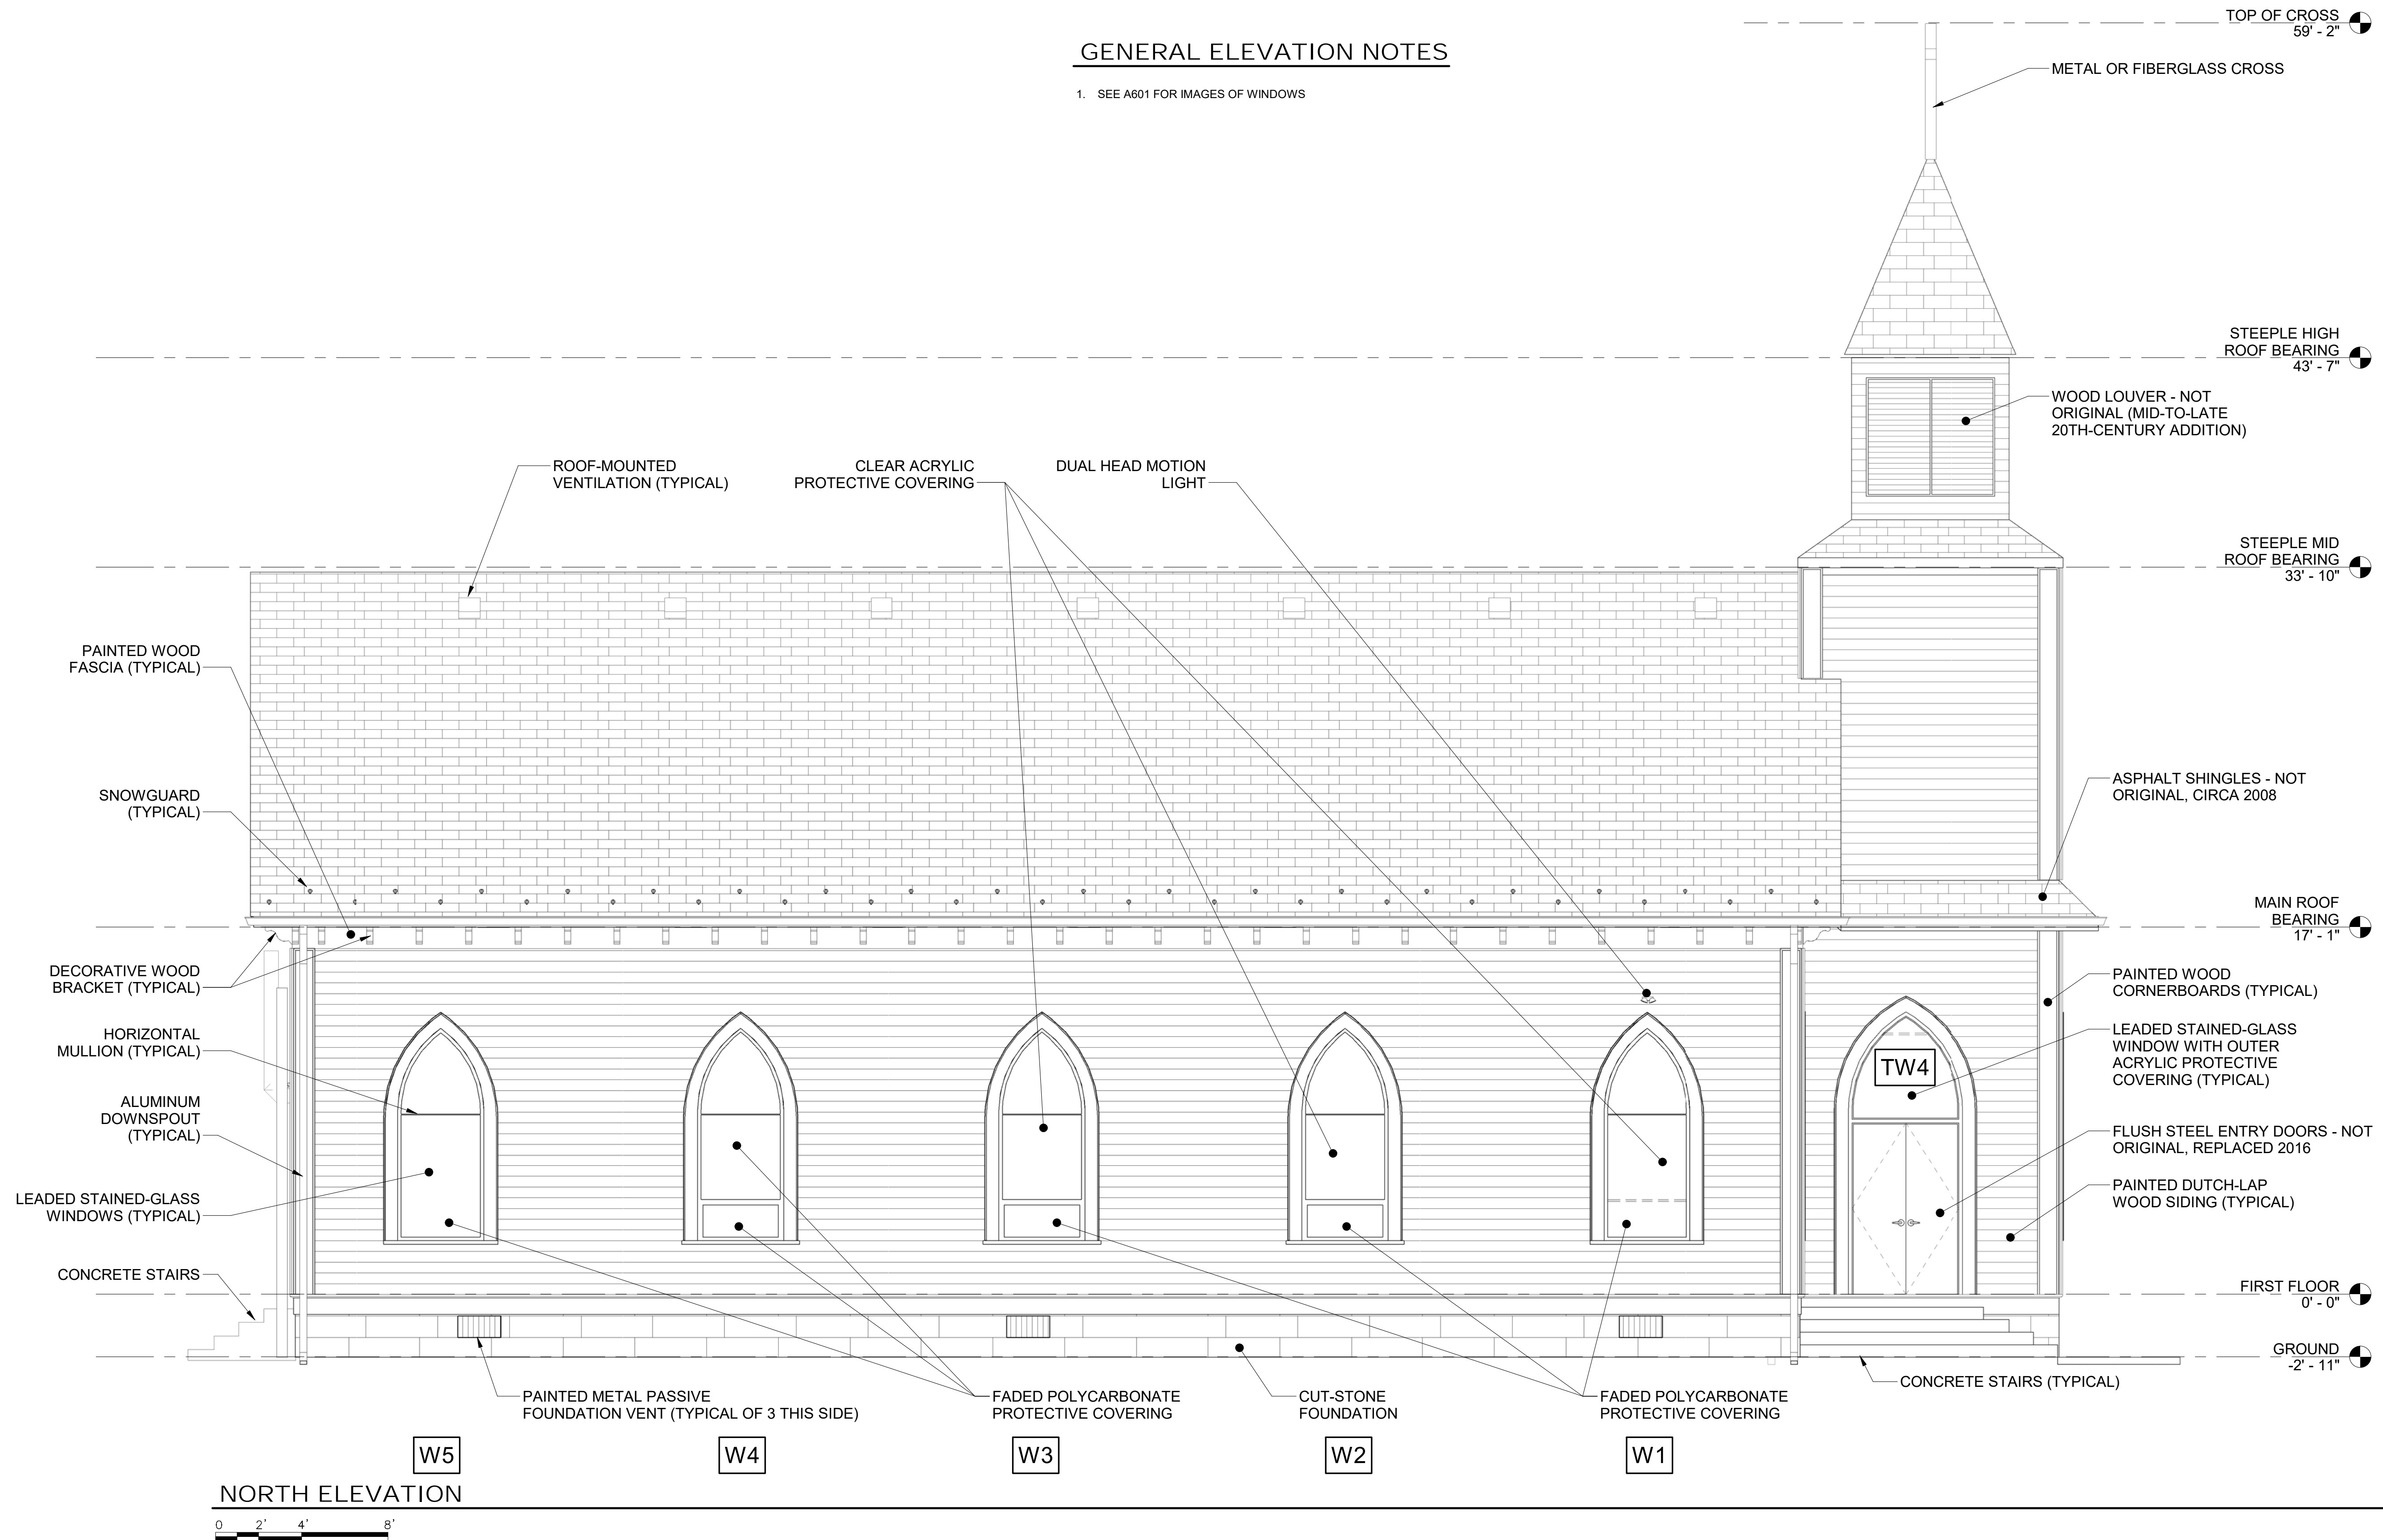 TOP OF CROSS
59' - 2"
GENERAL ELEVATION NOTES
1. SEE A601 FOR IMAGES OF WINDOWS
METAL OR FIBERGLASS CROSS
STEEPLE HIGH
ROOF BEARING
43' - 7"
WOOD LOUVER - NOT
ORIGINAL (MID-TO-LATE
20TH-CENTURY ADDITION)
ROOF-MOUNTED
VENTILATION (TYPICAL)
CLEAR ACRYLIC
PROTECTIVE COVERING
DUAL HEAD MOTION
LIGHT
STEEPLE MID
ROOF BEARING
33' - 10"
PAINTED WOOD
FASCIA (TYPICAL)
SNOWGUARD
(TYPICAL)
ASPHALT SHINGLES - NOT
ORIGINAL, CIRCA 2008
MAIN ROOF
BEARING
17' - 1"
DECORATIVE WOOD
BRACKET (TYPICAL)
PAINTED WOOD
CORNERBOARDS (TYPICAL)
HORIZONTAL
MULLION (TYPICAL)
LEADED STAINED-GLASS
WINDOW WITH OUTER
ACRYLIC PROTECTIVE
COVERING (TYPICAL)
TW4
ALUMINUM
DOWNSPOUT
(TYPICAL)
FLUSH STEEL ENTRY DOORS - NOT
ORIGINAL, REPLACED 2016
LEADED STAINED-GLASS
WINDOWS (TYPICAL)
PAINTED DUTCH-LAP
WOOD SIDING (TYPICAL)
CONCRETE STAIRS
FIRST FLOOR
0' - 0"
GROUND
-2' - 11"
CONCRETE STAIRS (TYPICAL)
PAINTED METAL PASSIVE
FOUNDATION VENT (TYPICAL OF 3 THIS SIDE)
FADED POLYCARBONATE
PROTECTIVE COVERING
CUT-STONE
FOUNDATION
FADED POLYCARBONATE
PROTECTIVE COVERING
W5
W4
W3
W2
W1
NORTH ELEVATION
0 2' 4' 8'